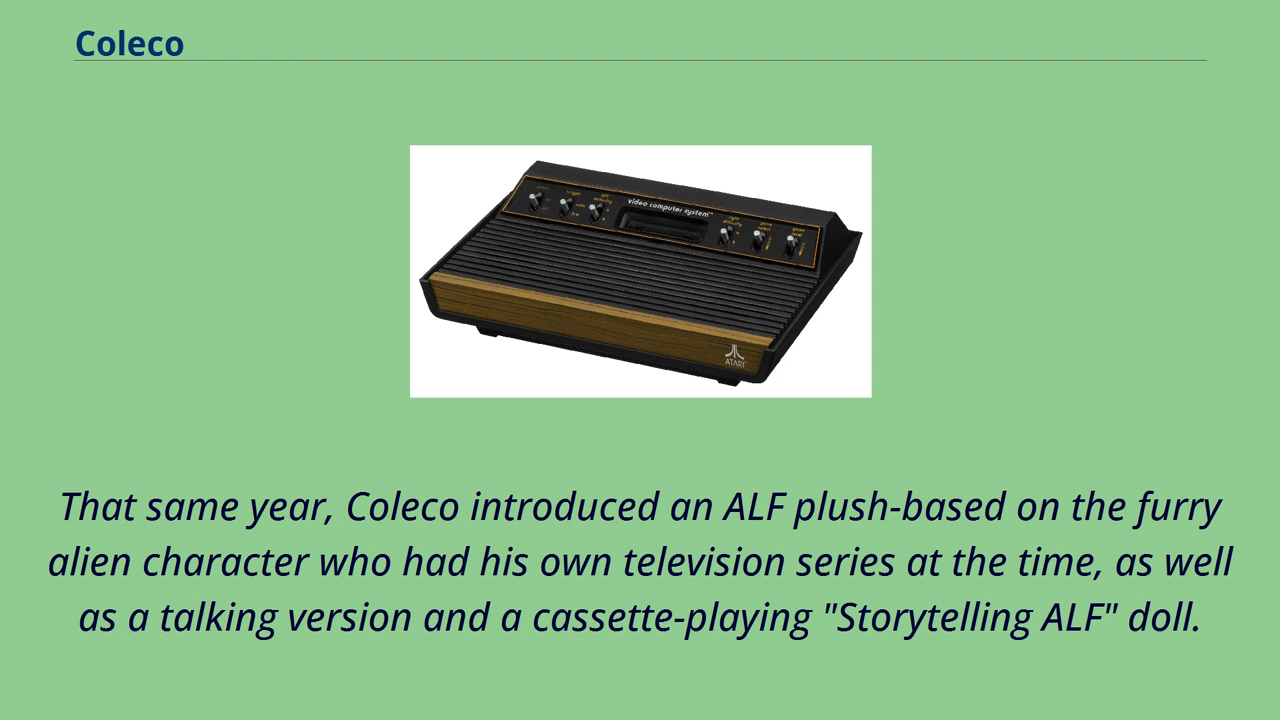 Coleco
video computer system™
ATARI
That same year, Coleco introduced an ALF plush-based on the furry
alien character who had his own television series at the time, as well
as a talking version and a cassette-playing "Storytelling ALF" doll.